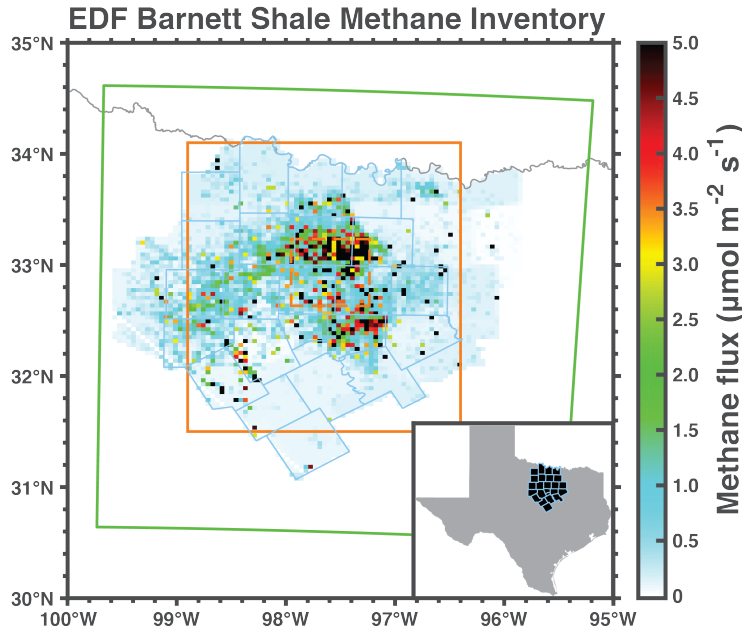 EDF Barnett Shale Methane Inventory
35°N
34°N
33°N
32°N
31°N
30°N
100°W
99°W
98°W
97°W
96°W
95°W
5.0
4.5
4.0
3.5
3.0
2.5
2.0
1.5
1.0
0.5
0
Methane flux (μmol m⁻² s⁻¹)